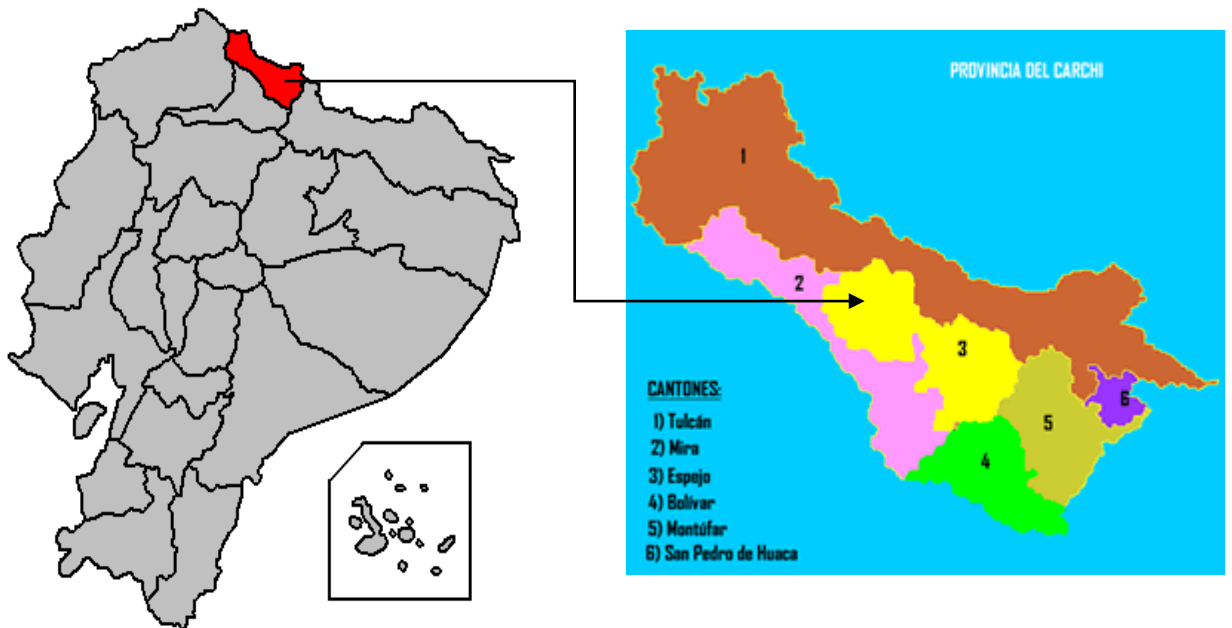 PROVINCIA DEL CARCHI
1
2
3
4
5
6
CANTONES:
1) Tulcán
2) Mira
3) Espejo
4) Bolívar
5) Montúfar
6) San Pedro de Huaca